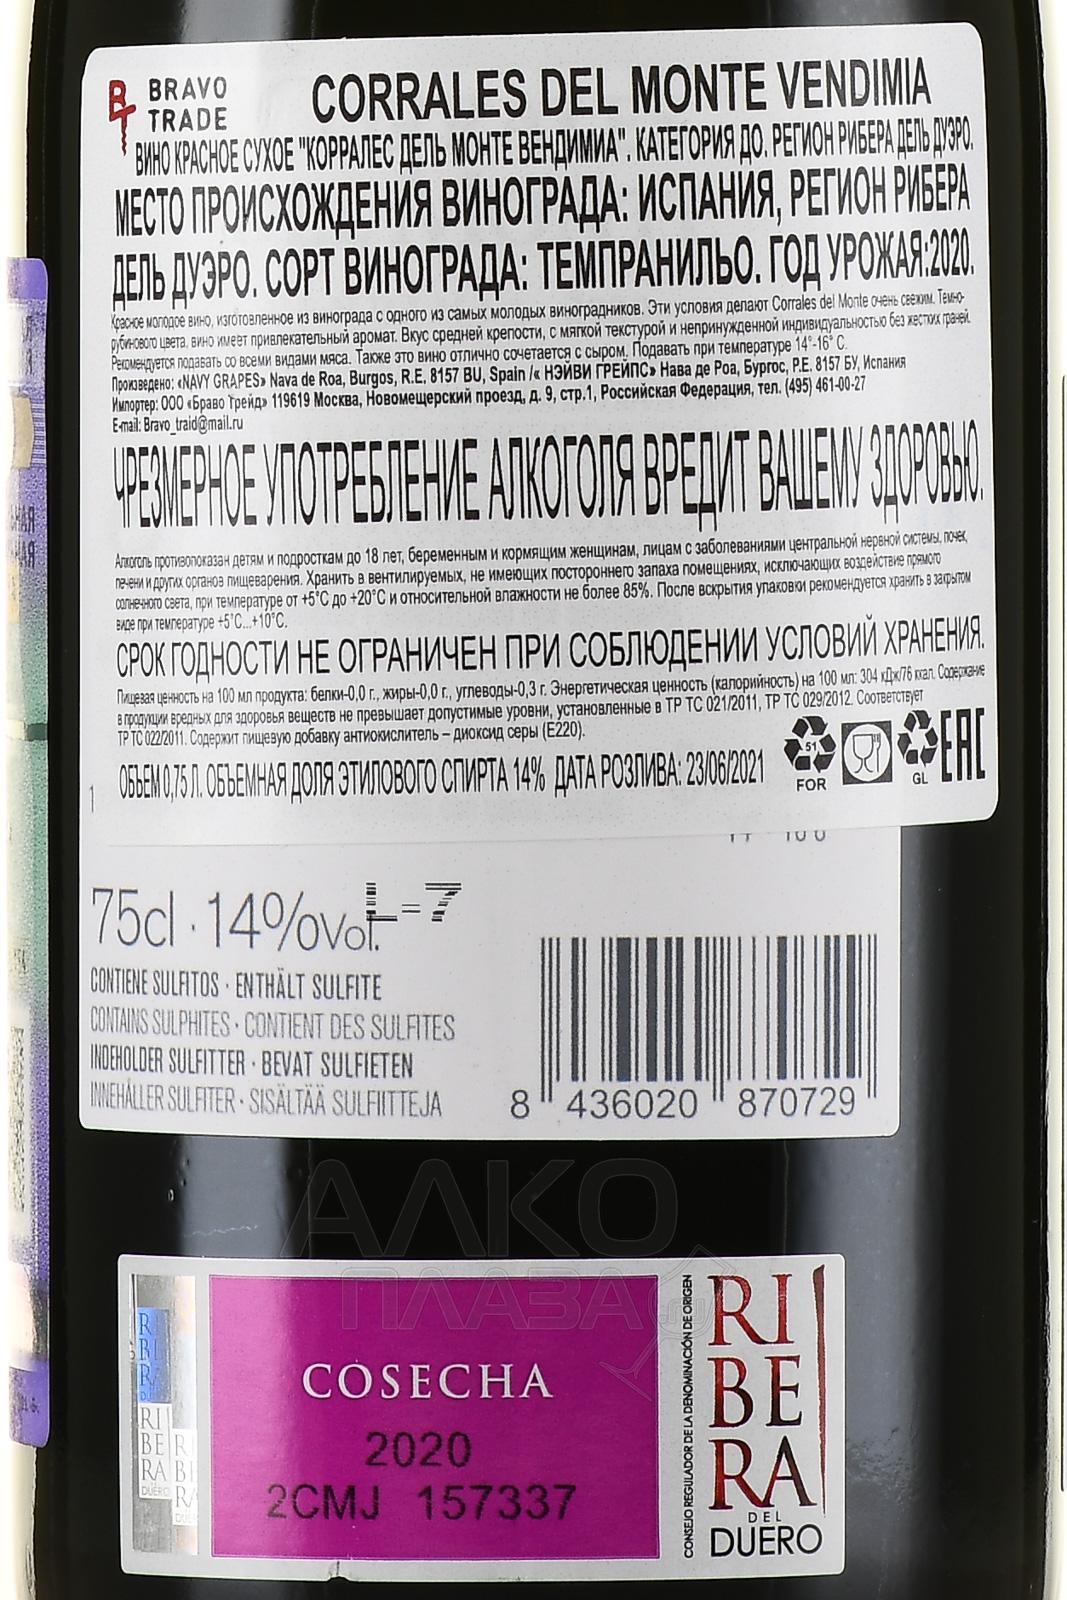 BRAVO
TRADE
CORRALES DEL MONTE VENDIMIA
ВИНО КРАСНОЕ СУХОЕ "КОРРАЛЕС ДЕЛЬ МОНТЕ ВЕНДИМИА". КАТЕГОРИЯ ДО. РЕГИОН РИБЕРА ДЕЛЬ ДУЭРО.
МЕСТО ПРОИСХОЖДЕНИЯ ВИНОГРАДА: ИСПАНИЯ, РЕГИОН РИБЕРА
ДЕЛЬ ДУЭРО. СОРТ ВИНОГРАДА: ТЕМПРАНИЛЬО. ГОД УРОЖАЯ:2020.
Красное молодое вино, изготовленное из винограда с одного из самых молодых виноградников. Эти условия делают Corrales del Monte очень свежим. Темно-
рубинового цвета, вино имеет привлекательный аромат. Вкус средней крепости, с мягкой текстурой и непринужденной индивидуальностью без жестких граней.
Рекомендуется подавать со всеми видами мяса. Также это вино отлично сочетается с сыром. Подавать при температуре 14°-16° С.
Произведено: «NAVY GRAPES» Nava de Roa, Burgos, R.E. 8157 BU, Spain /« НЭЙВИ ГРЕЙПС» Нава де Роа, Бургос, Р.Е. 8157 БУ, Испания
Импортер: ООО «Браво Трейд» 119619 Москва, Новомещерский проезд, д. 9, стр.1, Российская Федерация, тел. (495) 461-00-27
E-mail: Bravo_traid@mail.ru
ЧРЕЗМЕРНОЕ УПОТРЕБЛЕНИЕ АЛКОГОЛЯ ВРЕДИТ ВАШЕМУ ЗДОРОВЬЮ.
Алкоголь противопоказан детям и подросткам до 18 лет, беременным и кормящим женщинам, лицам с заболеваниями центральной нервной системы, почек,
печени и других органов пищеварения. Хранить в вентилируемых, не имеющих постороннего запаха помещениях, исключающих воздействие прямого
солнечного света, при температуре от +5°С до +20°С и относительной влажности не более 85%. После вскрытия упаковки рекомендуется хранить в закрытом
виде при температуре +5°С...+10°С.
СРОК ГОДНОСТИ НЕ ОГРАНИЧЕН ПРИ СОБЛЮДЕНИИ УСЛОВИЙ ХРАНЕНИЯ.
Пищевая ценность на 100 мл продукта: белки-0,0 г., жиры-0,0 г., углеводы-0,3 г. Энергетическая ценность (калорийность) на 100 мл: 304 кДж/76 ккал. Содержание
в продукции вредных для здоровья веществ не превышает допустимые уровни, установленные в ТР ТС 021/2011, ТР ТС 029/2012. Соответствует
ТР ТС 022/2011. Содержит пищевую добавку антиокислитель – диоксид серы (Е220).
ОБЪЕМ 0,75 Л. ОБЪЕМНАЯ ДОЛЯ ЭТИЛОВОГО СПИРТА 14% ДАТА РОЗЛИВА: 23/06/2021
51
FOR
GL
EAC
1
75cl · 14%Vol.
L=7
CONTIENE SULFITOS · ENTHÄLT SULFITE
CONTAINS SULPHITES · CONTIENT DES SULFITES
INDEHOLDER SULFITTER · BEVAT SULFIETEN
INNEHÅLLER SULFITER · SISÄLTÄÄ SULFIITTEJA
8 436020 870729
АЛКО
ПЛАЗА
COSECHA
2020
2CMJ 157337
CONSEJO REGULADOR DE LA DENOMINACIÓN DE ORIGEN
RI
BE
RA
DEL
DUERO